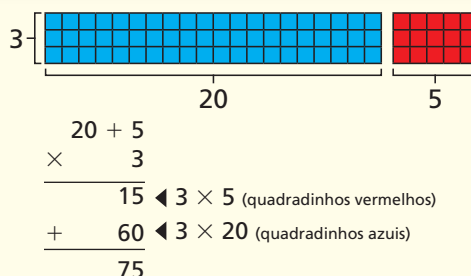 3
20 5
20 + 5
× 3
15 ◄ 3 × 5 (quadradinhos vermelhos)
+ 60 ◄ 3 × 20 (quadradinhos azuis)
75